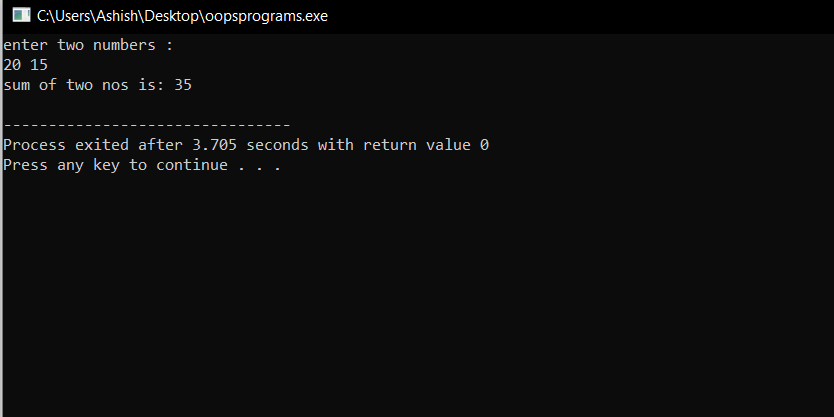 C:\Users\Ashish\Desktop\oopsprograms.exe
enter two numbers :
20 15
sum of two nos is: 35
--------------------------------
Process exited after 3.705 seconds with return value 0
Press any key to continue . . .